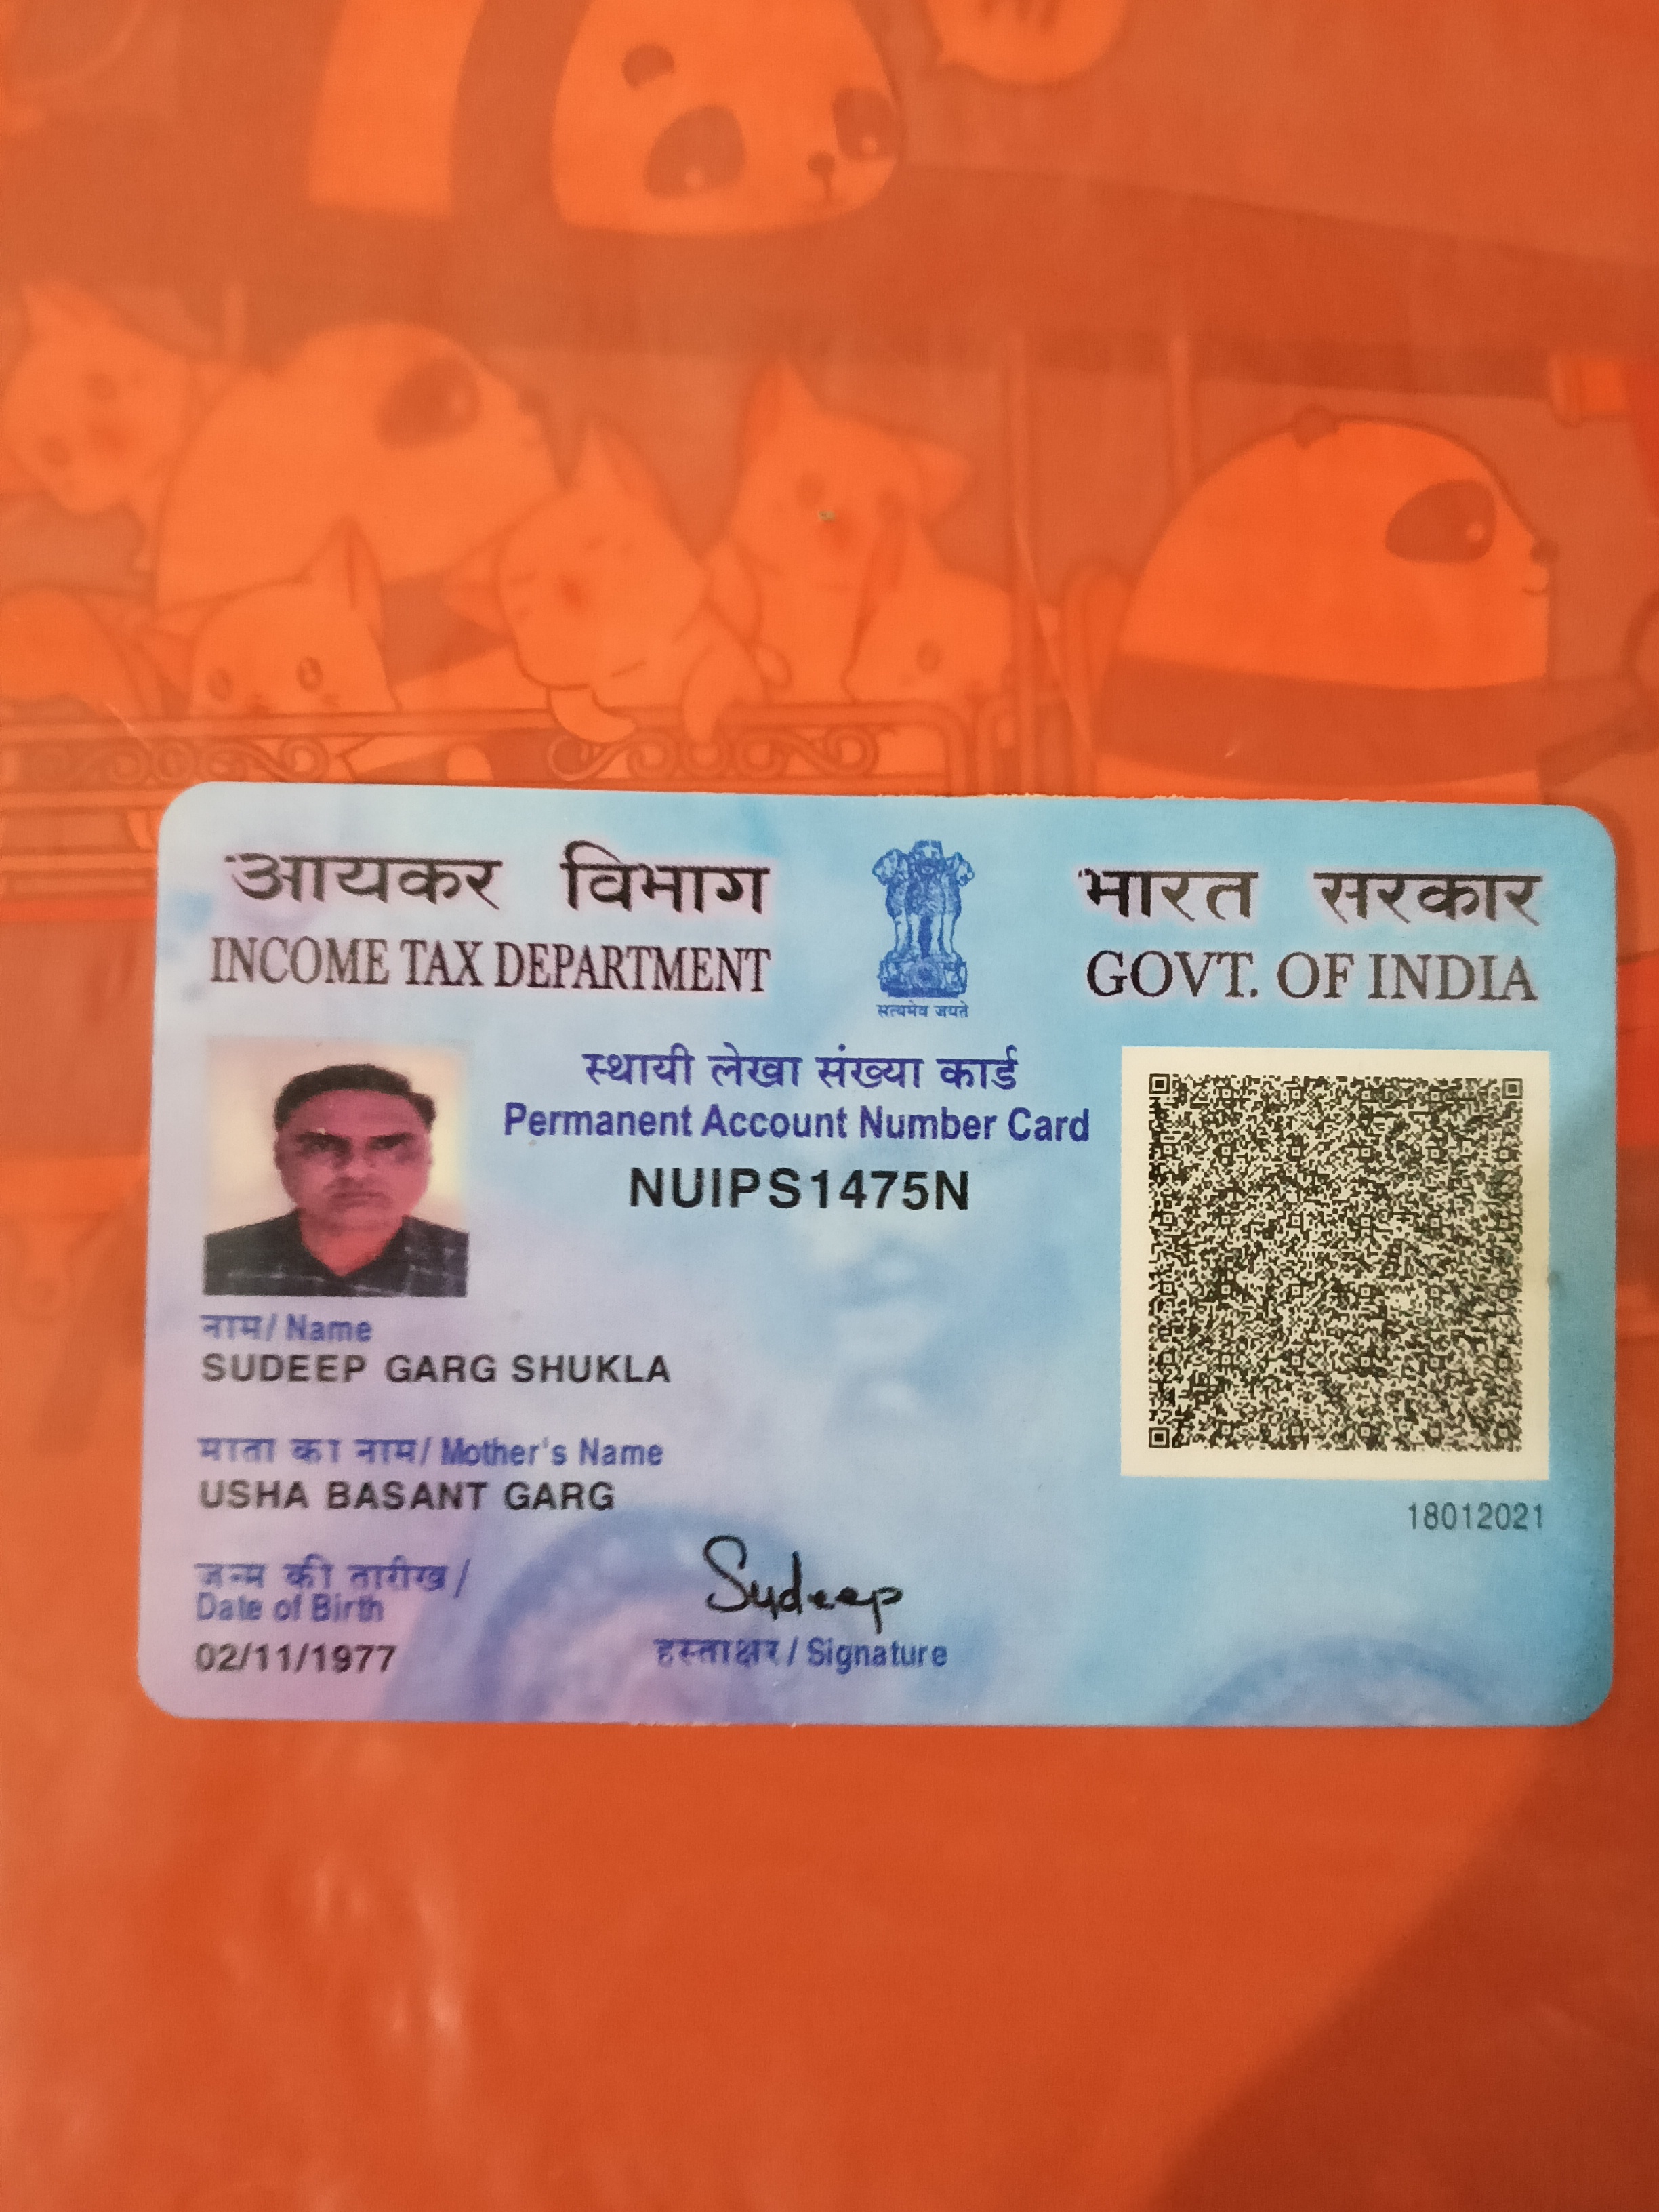 आयकर विभाग
INCOME TAX DEPARTMENT
सत्यमेव जयते
भारत सरकार
GOVT. OF INDIA
स्थायी लेखा संख्या कार्ड
Permanent Account Number Card
NUIPS1475N
नाम/ Name
SUDEEP GARG SHUKLA
माता का नाम/ Mother's Name
USHA BASANT GARG
18012021
जन्म की तारीख/
Date of Birth
02/11/1977
Sudeep
हस्ताक्षर/ Signature